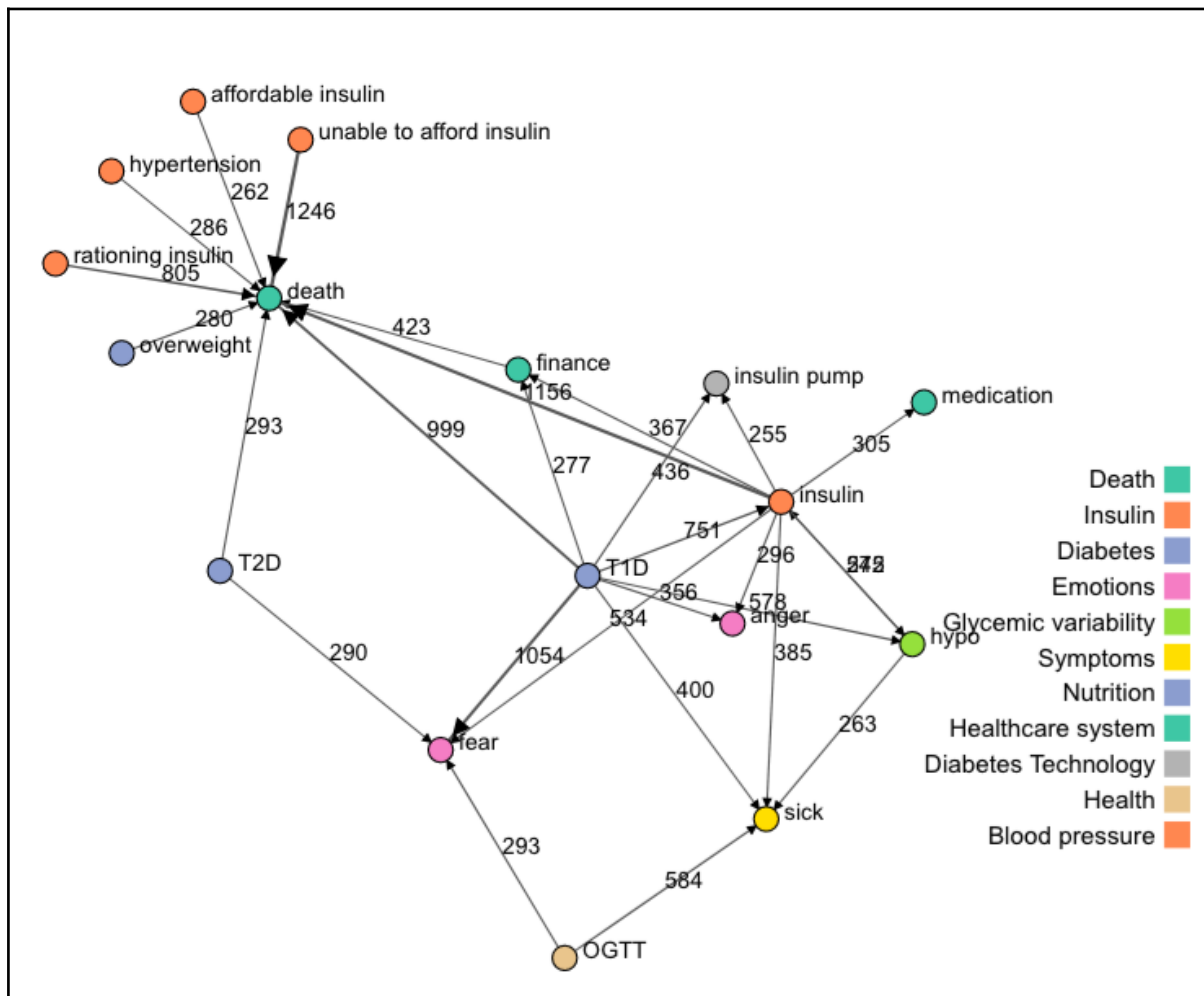 affordable insulin
unable to afford insulin
hypertension
262
1246
286
rationing insulin
805
death
280
overweight
423
finance
insulin pump
1156
medication
293
999
367
255
305
436
277
insulin
751
T2D
T1D
296
356
578
anger
534
hypo
385
290
1054
400
fear
263
sick
293
584
OGTT
Death
Insulin
Diabetes
Emotions
Glycemic variability
Symptoms
Nutrition
Healthcare system
Diabetes Technology
Health
Blood pressure